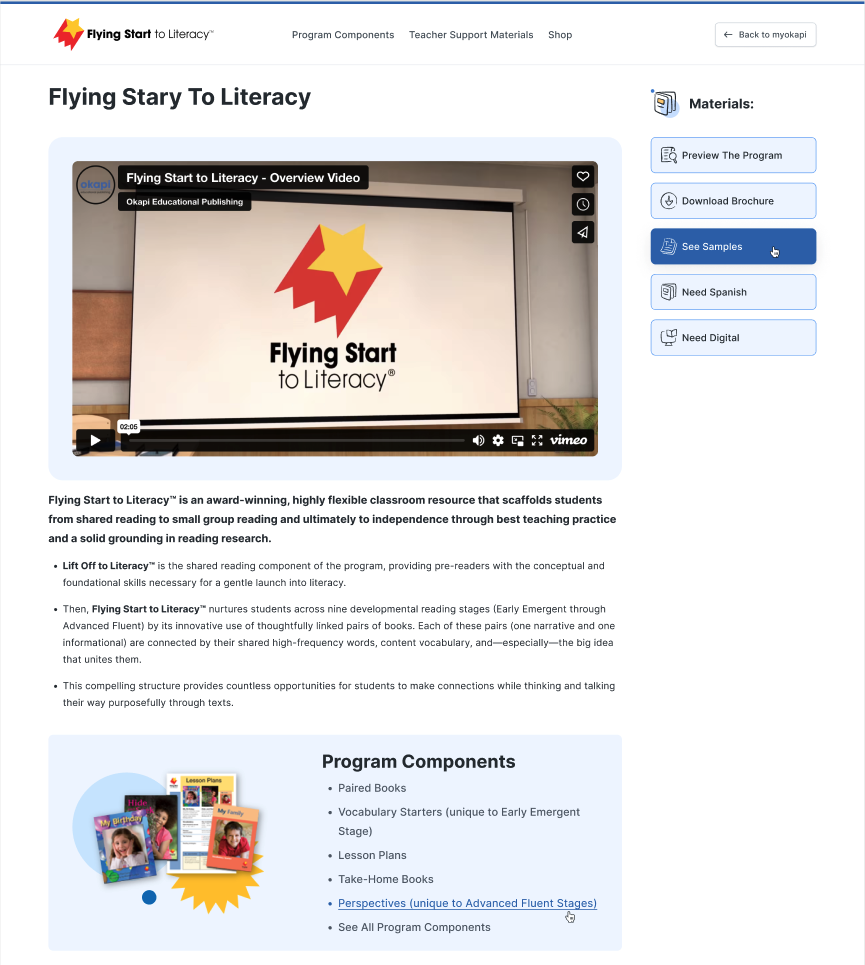 Flying Start to Literacy™
Program Components
Teacher Support Materials
Shop
← Back to myokapi
Flying Stary To Literacy
okapi
Flying Start to Literacy - Overview Video
Okapi Educational Publishing
Flying Start
to Literacy®
02:05
vimeo
Flying Start to Literacy™ is an award-winning, highly flexible classroom resource that scaffolds students
from shared reading to small group reading and ultimately to independence through best teaching practice
and a solid grounding in reading research.
• Lift Off to Literacy™ is the shared reading component of the program, providing pre-readers with the conceptual and
foundational skills necessary for a gentle launch into literacy.
• Then, Flying Start to Literacy™ nurtures students across nine developmental reading stages (Early Emergent through
Advanced Fluent) by its innovative use of thoughtfully linked pairs of books. Each of these pairs (one narrative and one
informational) are connected by their shared high-frequency words, content vocabulary, and—especially—the big idea
that unites them.
• This compelling structure provides countless opportunities for students to make connections while thinking and talking
their way purposefully through texts.
Materials:
Preview The Program
Download Brochure
See Samples
Need Spanish
Need Digital
Lesson Plans
Hide
My Birthday
My Family
Program Components
• Paired Books
• Vocabulary Starters (unique to Early Emergent
Stage)
• Lesson Plans
• Take-Home Books
• Perspectives (unique to Advanced Fluent Stages)
• See All Program Components